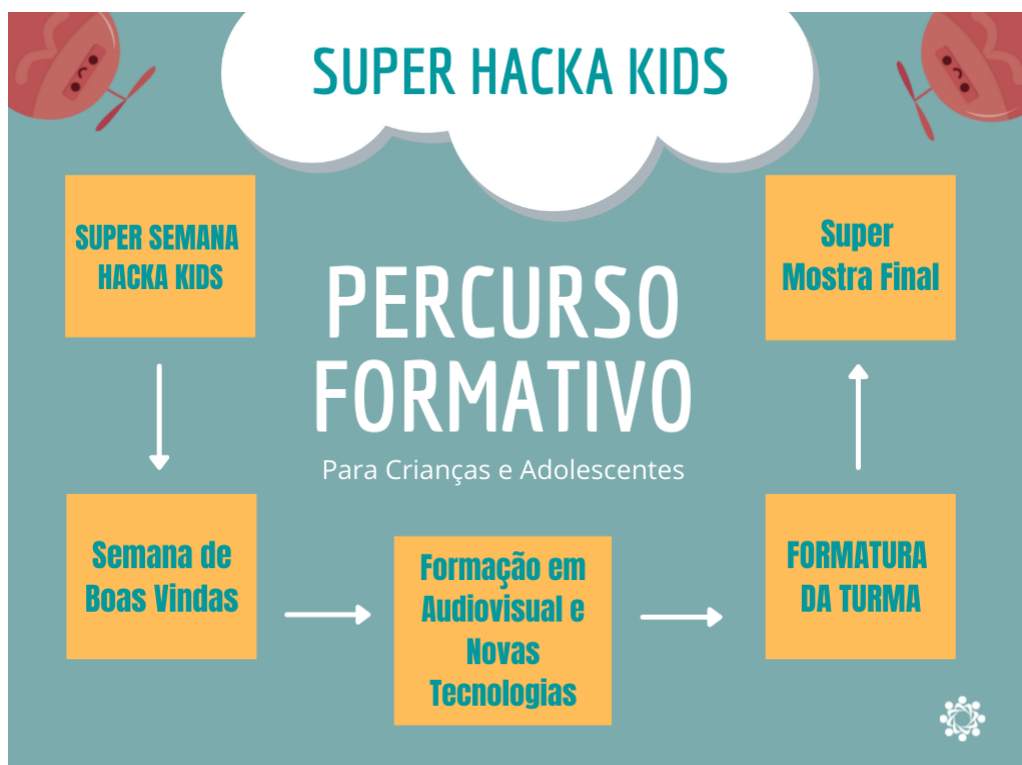 SUPER HACKA KIDS
SUPER SEMANA
HACKA KIDS
Super
Mostra Final
PERCURSO
FORMATIVO
Para Crianças e Adolescentes
Semana de
Boas Vindas
Formação em
Audiovisual e
Novas
Tecnologias
FORMATURA
DA TURMA